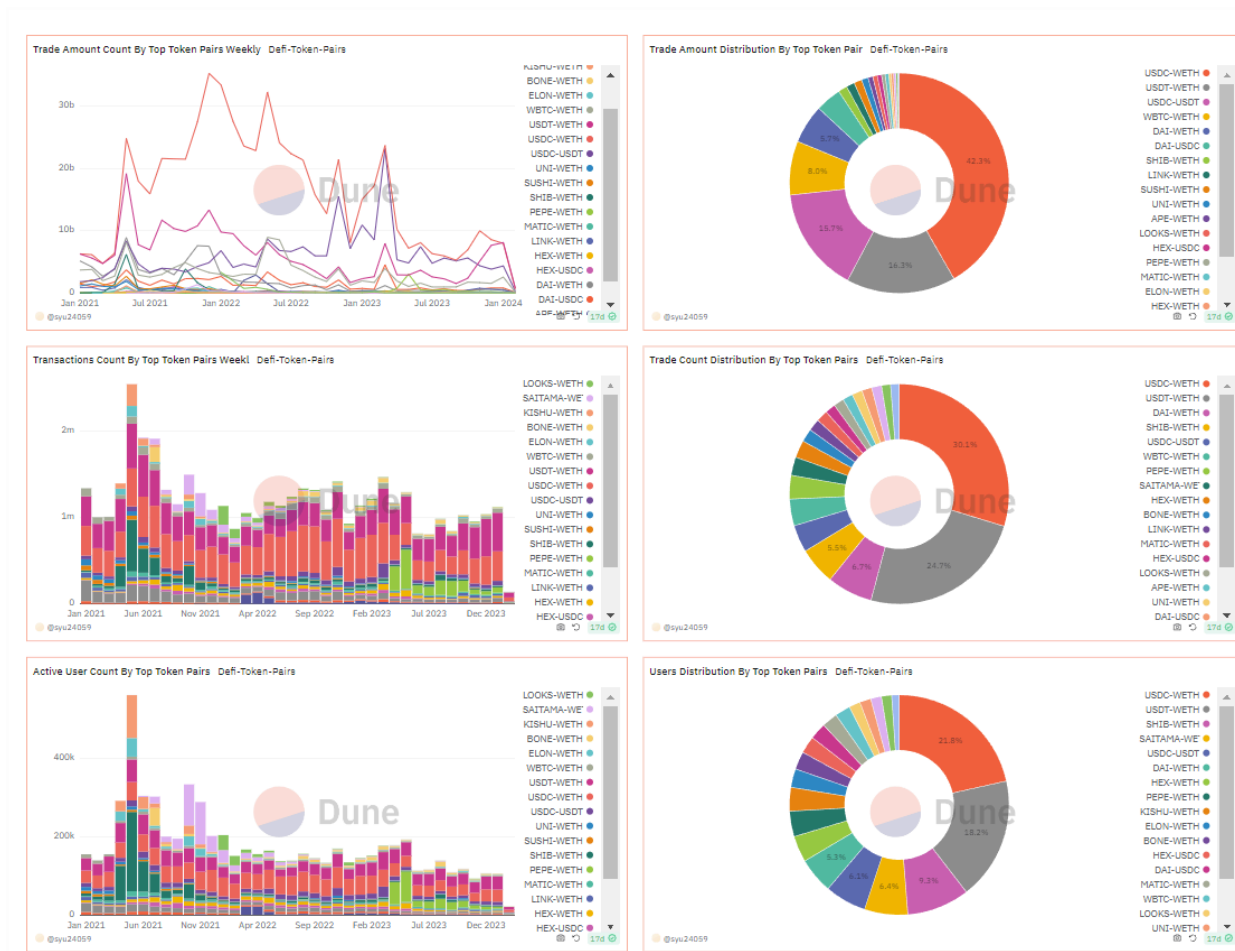 Trade Amount Count By Top Token Pairs Weekly Defi-Token-Pairs
KISHU-WETH
BONE-WETH
ELON-WETH
WBTC-WETH
USDT-WETH
USDC-WETH
USDC-USDT
UNI-WETH
SUSHI-WETH
SHIB-WETH
PEPE-WETH
MATIC-WETH
LINK-WETH
HEX-WETH
HEX-USDC
DAI-WETH
DAI-USDC
APE-WETH
30b
20b
10b
0
Jan 2021 Jul 2021 Jan 2022 Jul 2022 Jan 2023 Jul 2023 Jan 2024
Dune
@syu24059
17d
Trade Amount Distribution By Top Token Pair Defi-Token-Pairs
USDC-WETH
USDT-WETH
USDC-USDT
WBTC-WETH
DAI-WETH
DAI-USDC
SHIB-WETH
LINK-WETH
SUSHI-WETH
UNI-WETH
APE-WETH
LOOKS-WETH
HEX-USDC
PEPE-WETH
MATIC-WETH
ELON-WETH
HEX-WETH
42.3%
16.3%
15.7%
8.0%
5.7%
Dune
@syu24059
17d
Transactions Count By Top Token Pairs Weekl Defi-Token-Pairs
LOOKS-WETH
SAITAMA-WE
KISHU-WETH
BONE-WETH
ELON-WETH
WBTC-WETH
USDT-WETH
USDC-WETH
USDC-USDT
UNI-WETH
SUSHI-WETH
SHIB-WETH
PEPE-WETH
MATIC-WETH
LINK-WETH
HEX-WETH
HEX-USDC
2m
1m
0
Jan 2021 Jun 2021 Nov 2021 Apr 2022 Sep 2022 Feb 2023 Jul 2023 Dec 2023
Dune
@syu24059
17d
Trade Count Distribution By Top Token Pairs Defi-Token-Pairs
USDC-WETH
USDT-WETH
DAI-WETH
SHIB-WETH
USDC-USDT
WBTC-WETH
PEPE-WETH
SAITAMA-WE
HEX-WETH
BONE-WETH
LINK-WETH
MATIC-WETH
HEX-USDC
LOOKS-WETH
APE-WETH
UNI-WETH
DAI-USDC
30.1%
24.7%
6.7%
5.5%
Dune
@syu24059
17d
Active User Count By Top Token Pairs Defi-Token-Pairs
LOOKS-WETH
SAITAMA-WE
KISHU-WETH
BONE-WETH
ELON-WETH
WBTC-WETH
USDT-WETH
USDC-WETH
USDC-USDT
UNI-WETH
SUSHI-WETH
SHIB-WETH
PEPE-WETH
MATIC-WETH
LINK-WETH
HEX-WETH
HEX-USDC
400k
200k
0
Jan 2021 Jun 2021 Nov 2021 Apr 2022 Sep 2022 Feb 2023 Jul 2023 Dec 2023
Dune
@syu24059
17d
Users Distribution By Top Token Pairs Defi-Token-Pairs
USDC-WETH
USDT-WETH
SHIB-WETH
SAITAMA-WE
USDC-USDT
DAI-WETH
HEX-WETH
PEPE-WETH
KISHU-WETH
ELON-WETH
BONE-WETH
HEX-USDC
DAI-USDC
MATIC-WETH
WBTC-WETH
LOOKS-WETH
UNI-WETH
21.8%
18.2%
9.3%
6.4%
6.1%
5.3%
Dune
@syu24059
17d